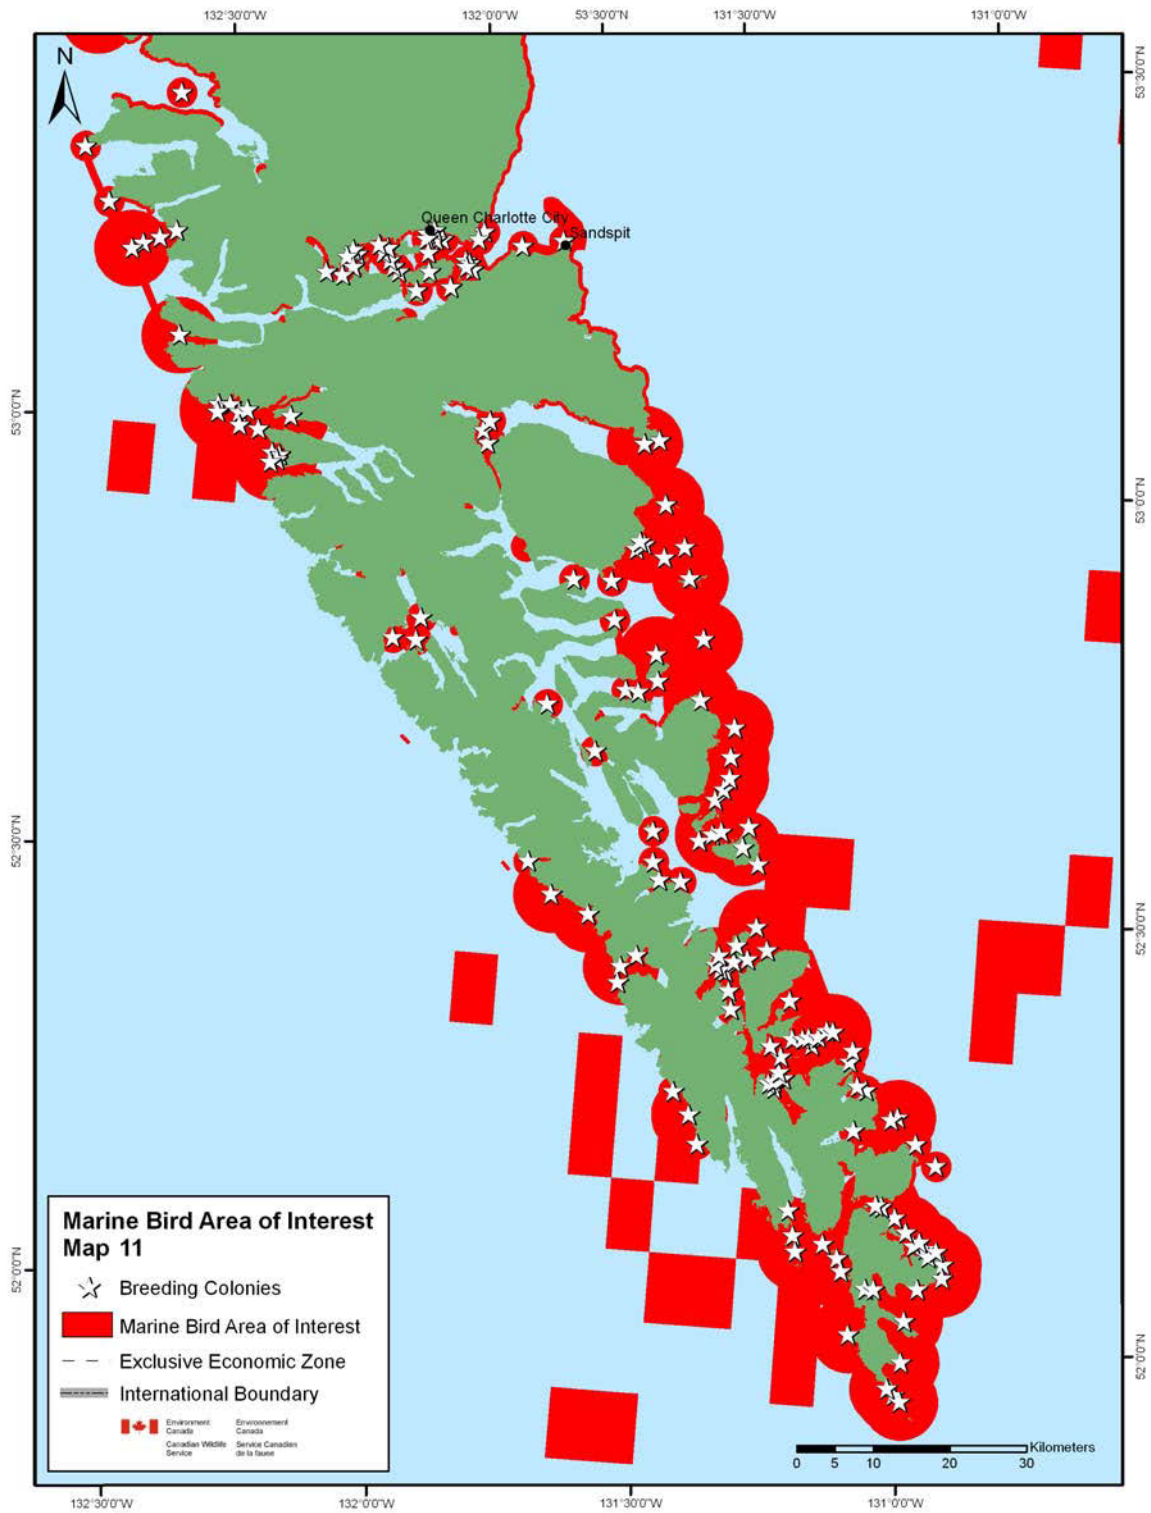 132°30'0"W 132°0'0"W 53°30'0"N 131°30'0"W 131°0'0"W
N
53°30'0"N
Queen Charlotte City
Sandspit
53°0'0"N
53°0'0"N
52°30'0"N
52°30'0"N
Marine Bird Area of Interest
Map 11
Breeding Colonies
Marine Bird Area of Interest
Exclusive Economic Zone
International Boundary
Environment Environnement
Canada Canada
Canadian Wildlife Service Canadien
Service de la faune
52°0'0"N
52°0'0"N
Kilometers
0 5 10 20 30
132°30'0"W 132°0'0"W 131°30'0"W 131°0'0"W